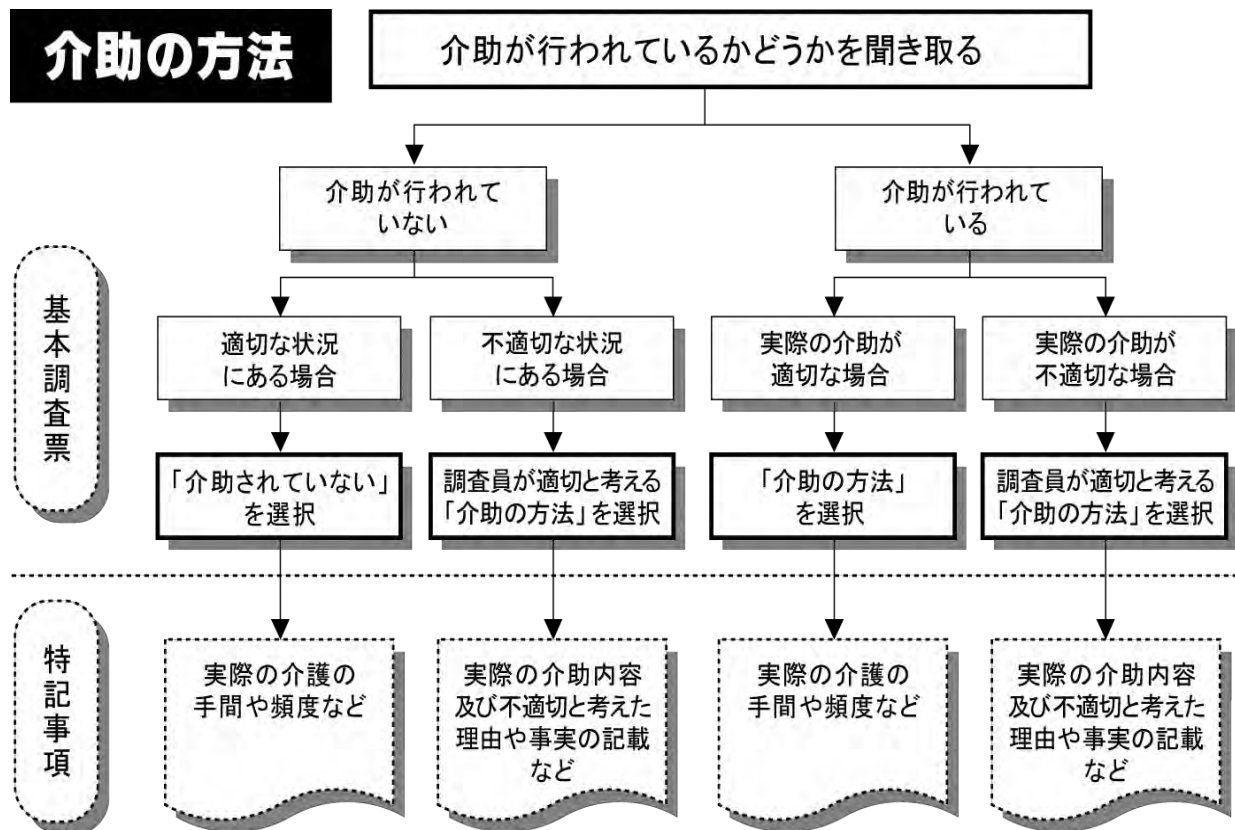 介助の方法
介助が行われているかどうかを聞き取る
介助が行われて
いない
介助が行われて
いる
基本調査票
適切な状況
にある場合
不適切な状況
にある場合
実際の介助が
適切な場合
実際の介助が
不適切な場合
「介助されていない」
を選択
調査員が適切と考える
「介助の方法」を選択
「介助の方法」
を選択
調査員が適切と考える
「介助の方法」を選択
特記事項
実際の介護の
手間や頻度など
実際の介助内容
及び不適切と考えた
理由や事実の記載
など
実際の介護の
手間や頻度など
実際の介助内容
及び不適切と考えた
理由や事実の記載
など